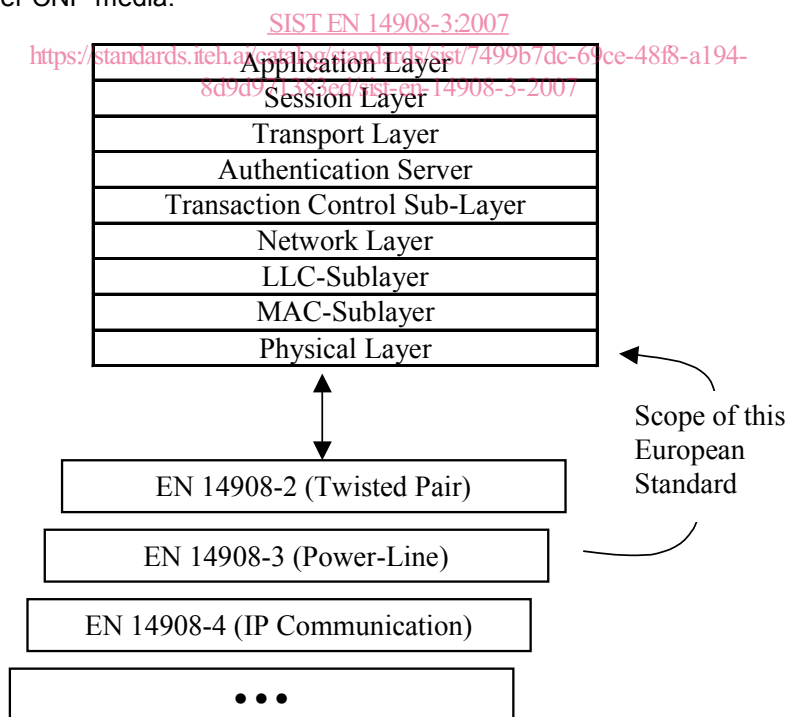 er CNP media.
SIST EN 14908-3:2007
https://standards.iteh.ai/catalog/standards/sist/7499b7dc-69ce-48f8-a194-
Application Layer
8d9d971383ed/sist-en-14908-3-2007
Session Layer
Transport Layer
Authentication Server
Transaction Control Sub-Layer
Network Layer
LLC-Sublayer
MAC-Sublayer
Physical Layer
Scope of this
European
Standard
EN 14908-2 (Twisted Pair)
EN 14908-3 (Power-Line)
EN 14908-4 (IP Communication)
•••